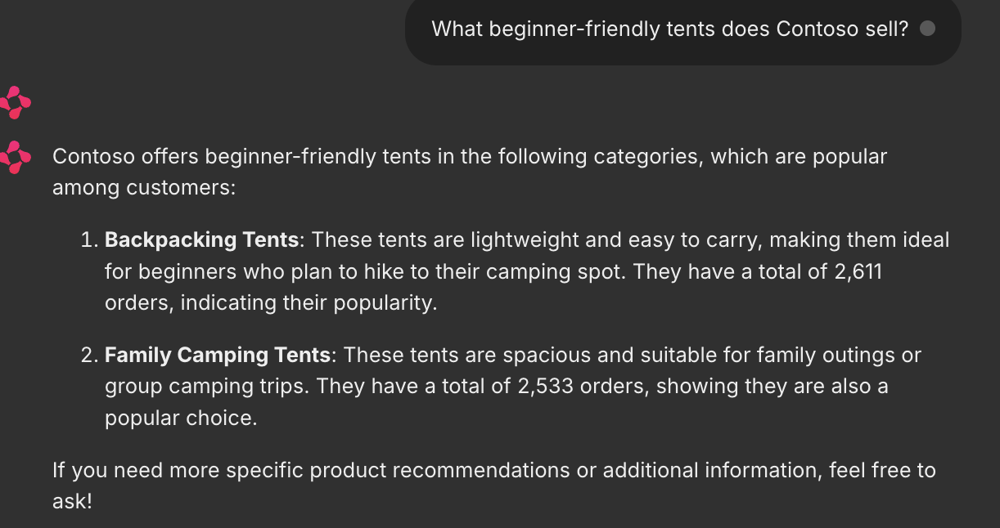 What beginner-friendly tents does Contoso sell?
Contoso offers beginner-friendly tents in the following categories, which are popular
among customers:
1. Backpacking Tents: These tents are lightweight and easy to carry, making them ideal
for beginners who plan to hike to their camping spot. They have a total of 2,611
orders, indicating their popularity.
2. Family Camping Tents: These tents are spacious and suitable for family outings or
group camping trips. They have a total of 2,533 orders, showing they are also a
popular choice.
If you need more specific product recommendations or additional information, feel free to
ask!